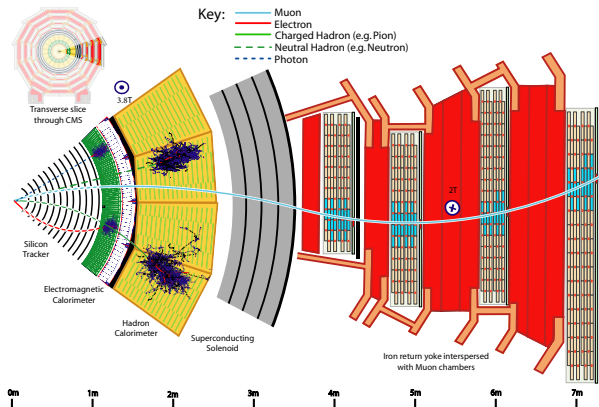 Key:
Muon
Electron
Charged Hadron (e.g. Pion)
Neutral Hadron (e.g. Neutron)
Photon
Transverse slice
through CMS
3.8T
2T
Silicon
Tracker
Electromagnetic
Calorimeter
Hadron
Calorimeter
Superconducting
Solenoid
Iron return yoke interspersed
with Muon chambers
0m 1m 2m 3m 4m 5m 6m 7m